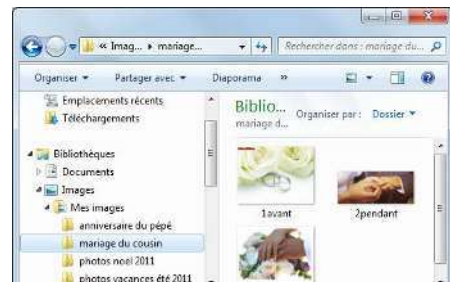 « Imag... ▸ mariage...
Rechercher dans : mariage du...
Organiser ▾ Partager avec ▾ Diaporama »
Emplacements récents
Téléchargements
Bibliothèques
Documents
Images
Mes images
anniversaire du pépé
mariage du cousin
photos noel 2011
photos vacances été 2011
Biblio...
mariage d...
Organiser par : Dossier ▾
1avant
2pendant